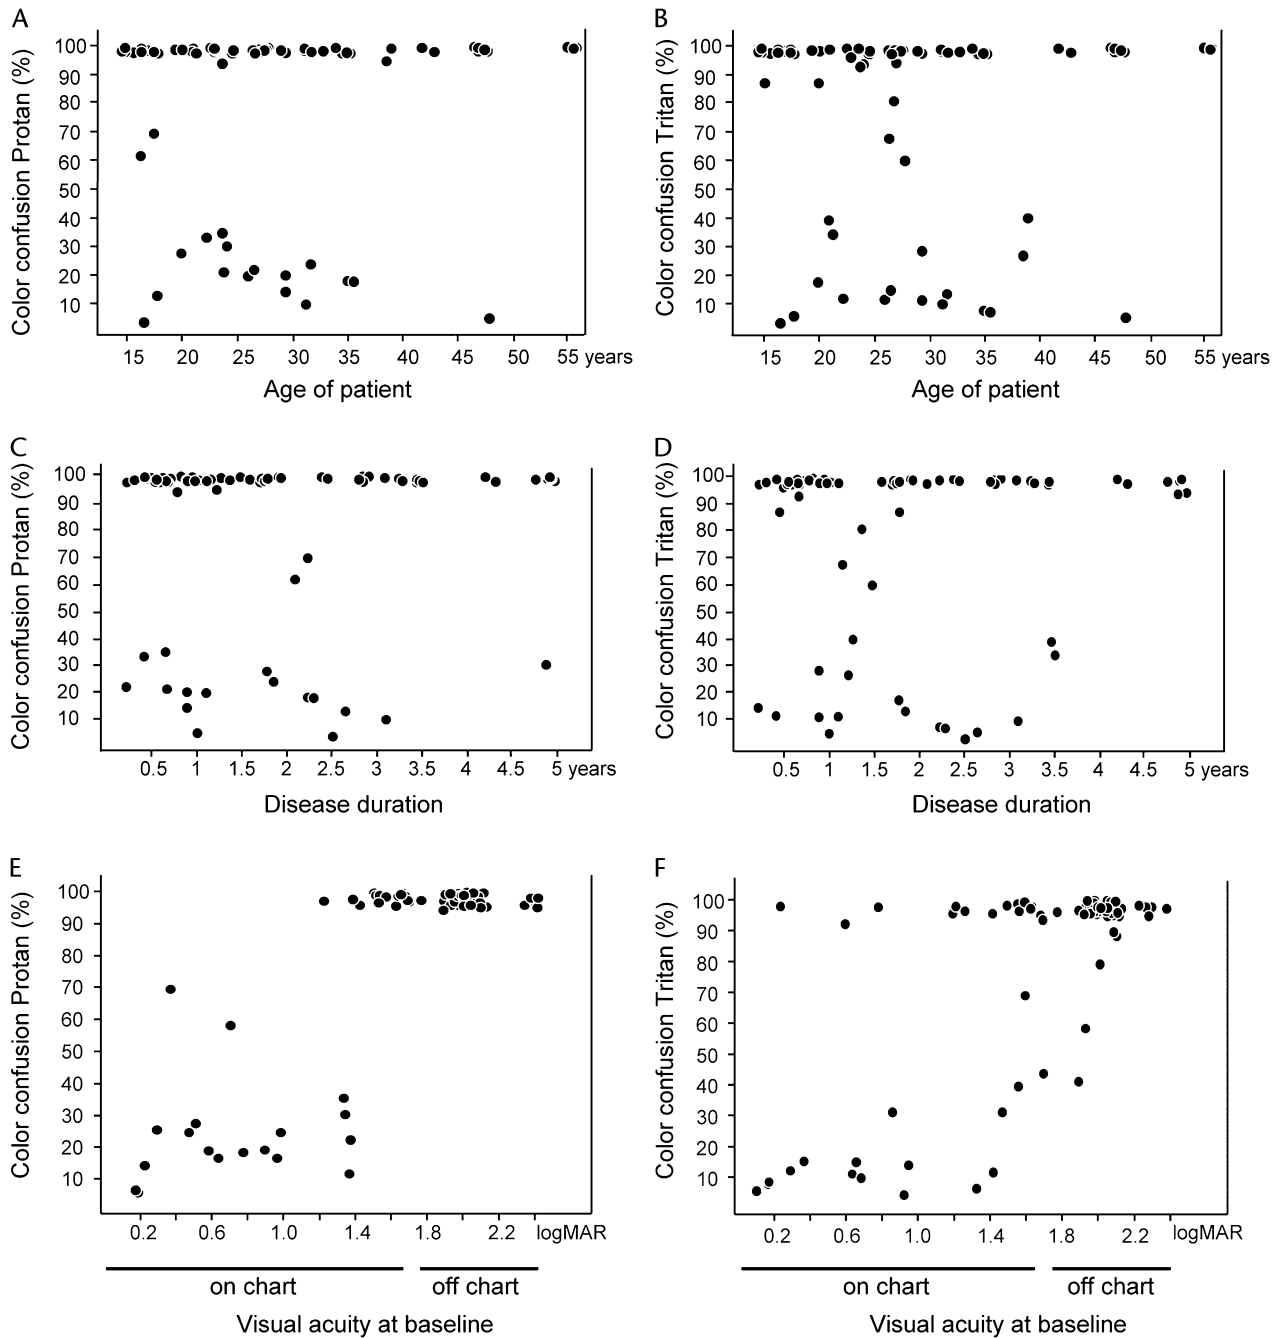 A
Color confusion Protan (%)
100
90
80
70
60
50
40
30
20
10
15 20 25 30 35 40 45 50 55 years
Age of patient
B
Color confusion Tritan (%)
100
90
80
70
60
50
40
30
20
10
15 20 25 30 35 40 45 50 55 years
Age of patient
C
Color confusion Protan (%)
100
90
80
70
60
50
40
30
20
10
0.5 1 1.5 2 2.5 3 3.5 4 4.5 5 years
Disease duration
D
Color confusion Tritan (%)
100
90
80
70
60
50
40
30
20
10
0.5 1 1.5 2 2.5 3 3.5 4 4.5 5 years
Disease duration
E
Color confusion Protan (%)
100
90
80
70
60
50
40
30
20
10
0.2 0.6 1.0 1.4 1.8 2.2 logMAR
on chart off chart
Visual acuity at baseline
F
Color confusion Tritan (%)
100
90
80
70
60
50
40
30
20
10
0.2 0.6 1.0 1.4 1.8 2.2 logMAR
on chart off chart
Visual acuity at baseline